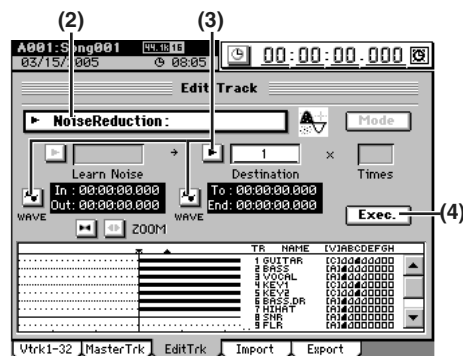 (2) (3)
A001:Song001 44.1k 16 00:00:00.000
03/15/2005 08:05
Edit Track
NoiseReduction: Mode
→ 1 ×
Learn Noise Destination Times
In :00:00:00.000 To :00:00:00.000
Out:00:00:00.000 End:00:00:00.000
WAVE WAVE Exec. (4)
ZOOM
TR NAME [V]ABCDEFGH
1 GUITAR
2 BASS
3 VOCAL
4 KEY1
5 KEY2
6 BASS.DR
7 HIHAT
8 SNR
9 FLR
Vtrk1-32 MasterTrk EditTrk Import Export